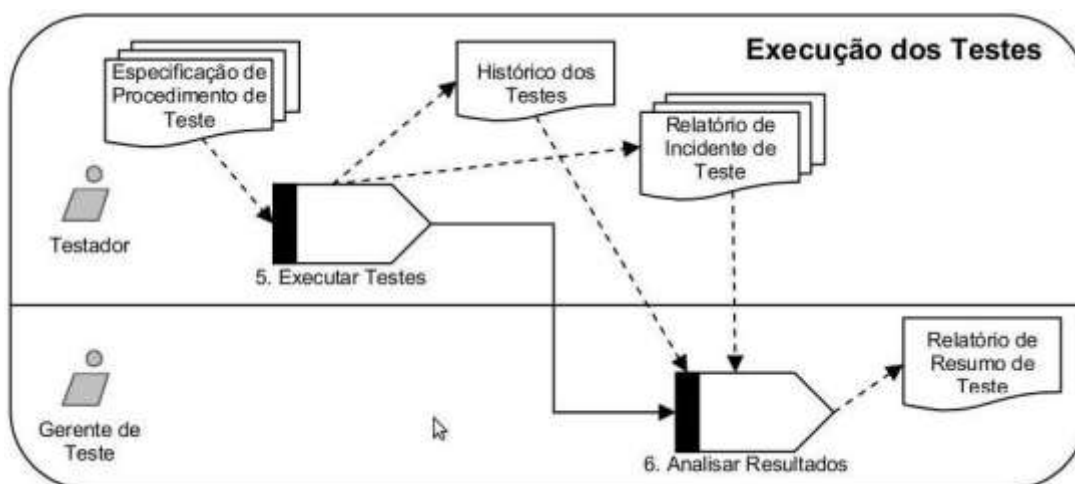 Execução dos Testes
Especificação de
Procedimento de
Teste
Histórico dos
Testes
Relatório de
Incidente de
Teste
Testador
5. Executar Testes
Relatório de
Resumo de
Teste
Gerente de
Teste
6. Analisar Resultados